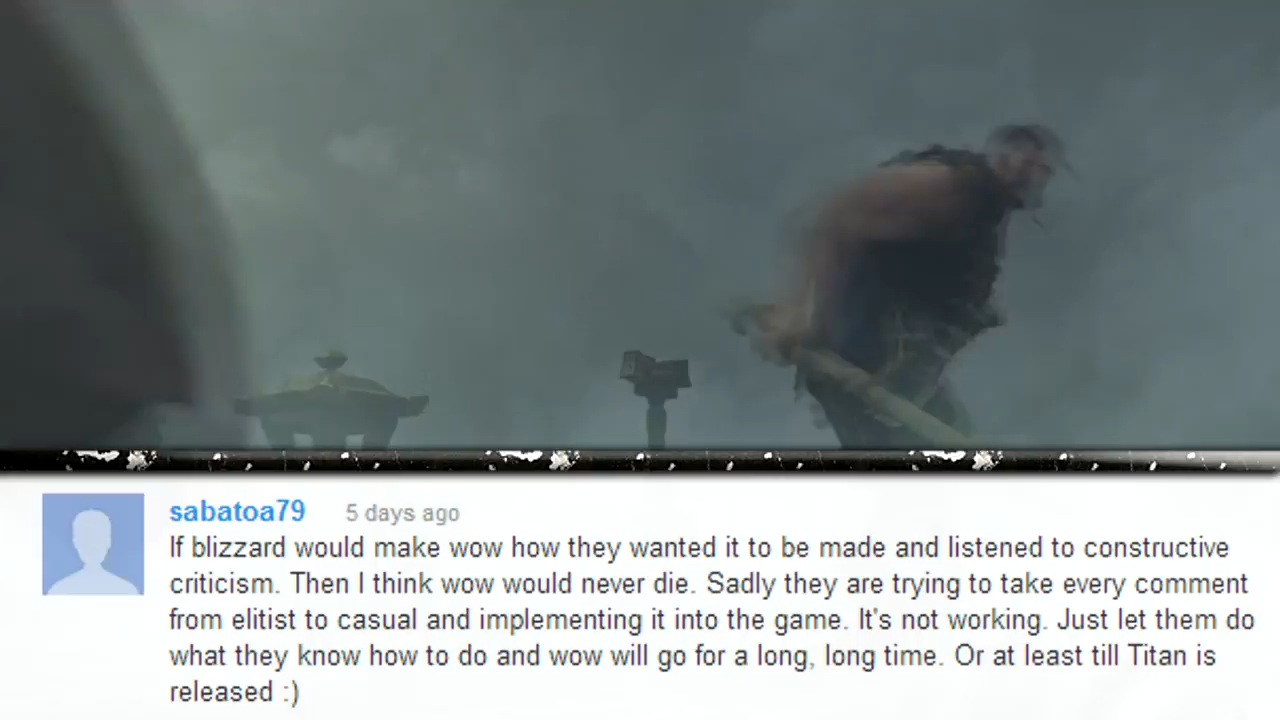 sabatoa79 5 days ago
If blizzard would make wow how they wanted it to be made and listened to constructive
criticism. Then I think wow would never die. Sadly they are trying to take every comment
from elitist to casual and implementing it into the game. It's not working. Just let them do
what they know how to do and wow will go for a long, long time. Or at least till Titan is
released :)